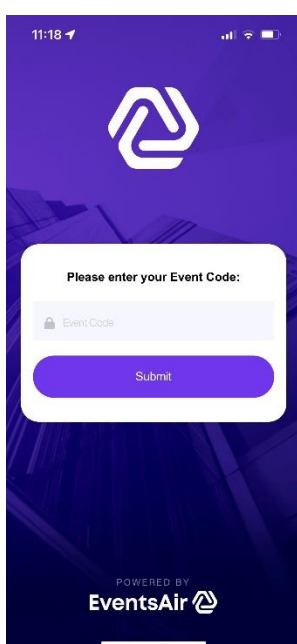 11:18
Please enter your Event Code:
Event Code
Submit
POWERED BY
EventsAir